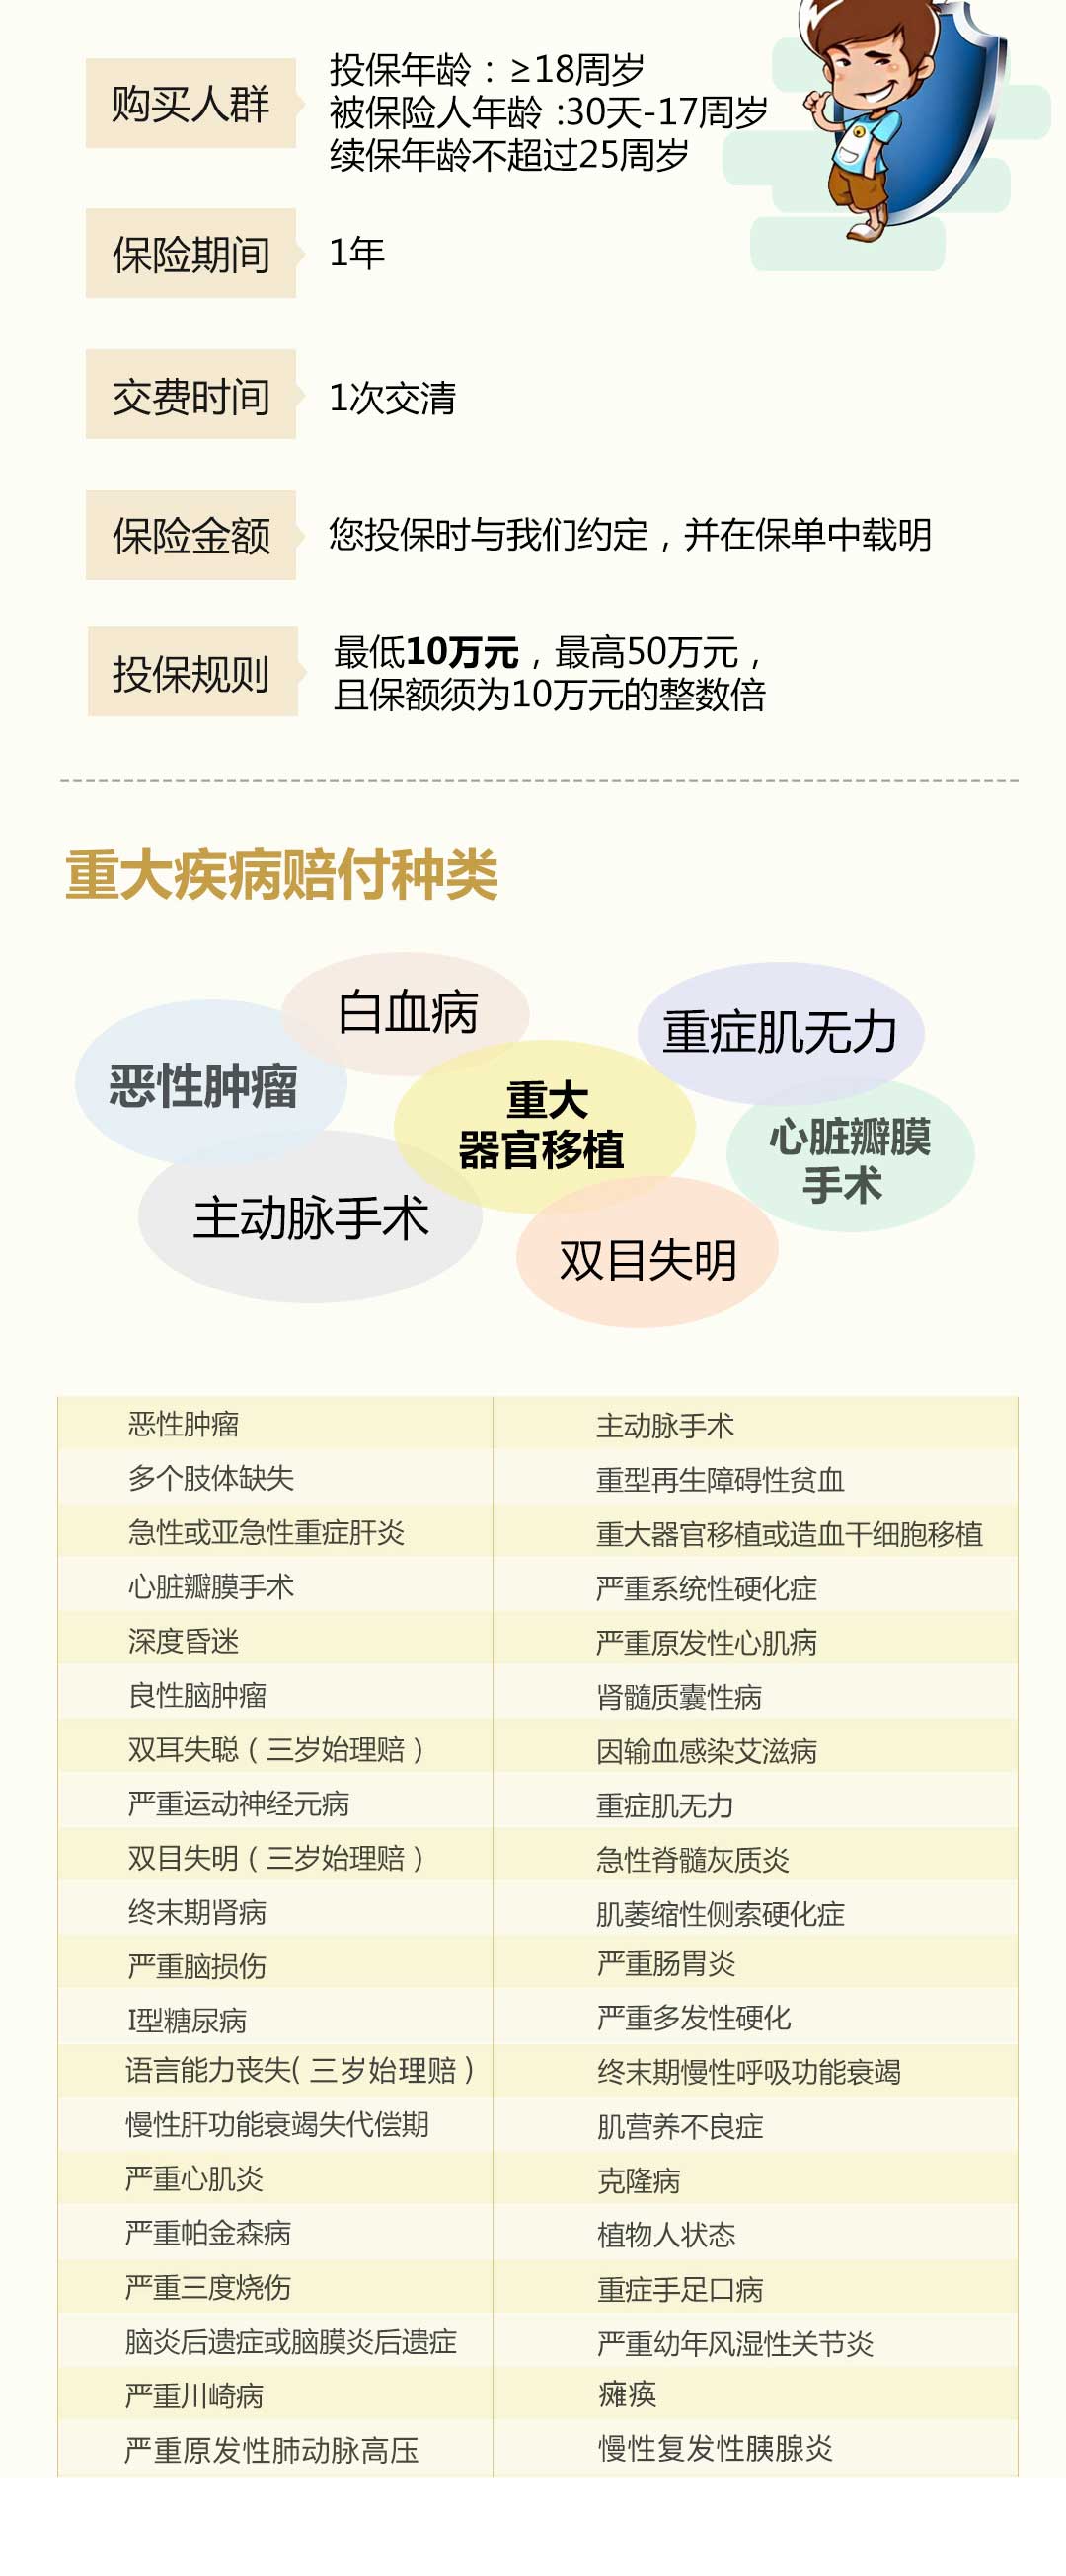 购买人群
投保年龄：≥18周岁
被保险人年龄:30天-17周岁
续保年龄不超过25周岁
保险期间
1年
交费时间
1次交清
保险金额
您投保时与我们约定，并在保单中载明
投保规则
最低10万元，最高50万元，
且保额须为10万元的整数倍
重大疾病赔付种类
白血病
重症肌无力
恶性肿瘤
重大
器官移植
心脏瓣膜
手术
主动脉手术
双目失明
恶性肿瘤
主动脉手术
多个肢体缺失
重型再生障碍性贫血
急性或亚急性重症肝炎
重大器官移植或造血干细胞移植
心脏瓣膜手术
严重系统性硬化症
深度昏迷
严重原发性心肌病
良性脑肿瘤
肾髓质囊性病
双耳失聪（三岁始理赔）
因输血感染艾滋病
严重运动神经元病
重症肌无力
双目失明（三岁始理赔）
急性脊髓灰质炎
终末期肾病
肌萎缩性侧索硬化症
严重脑损伤
严重肠胃炎
I型糖尿病
严重多发性硬化
语言能力丧失(三岁始理赔）
终末期慢性呼吸功能衰竭
慢性肝功能衰竭失代偿期
肌营养不良症
严重心肌炎
克隆病
严重帕金森病
植物人状态
严重三度烧伤
重症手足口病
脑炎后遗症或脑膜炎后遗症
严重幼年风湿性关节炎
严重川崎病
瘫痪
严重原发性肺动脉高压
慢性复发性胰腺炎